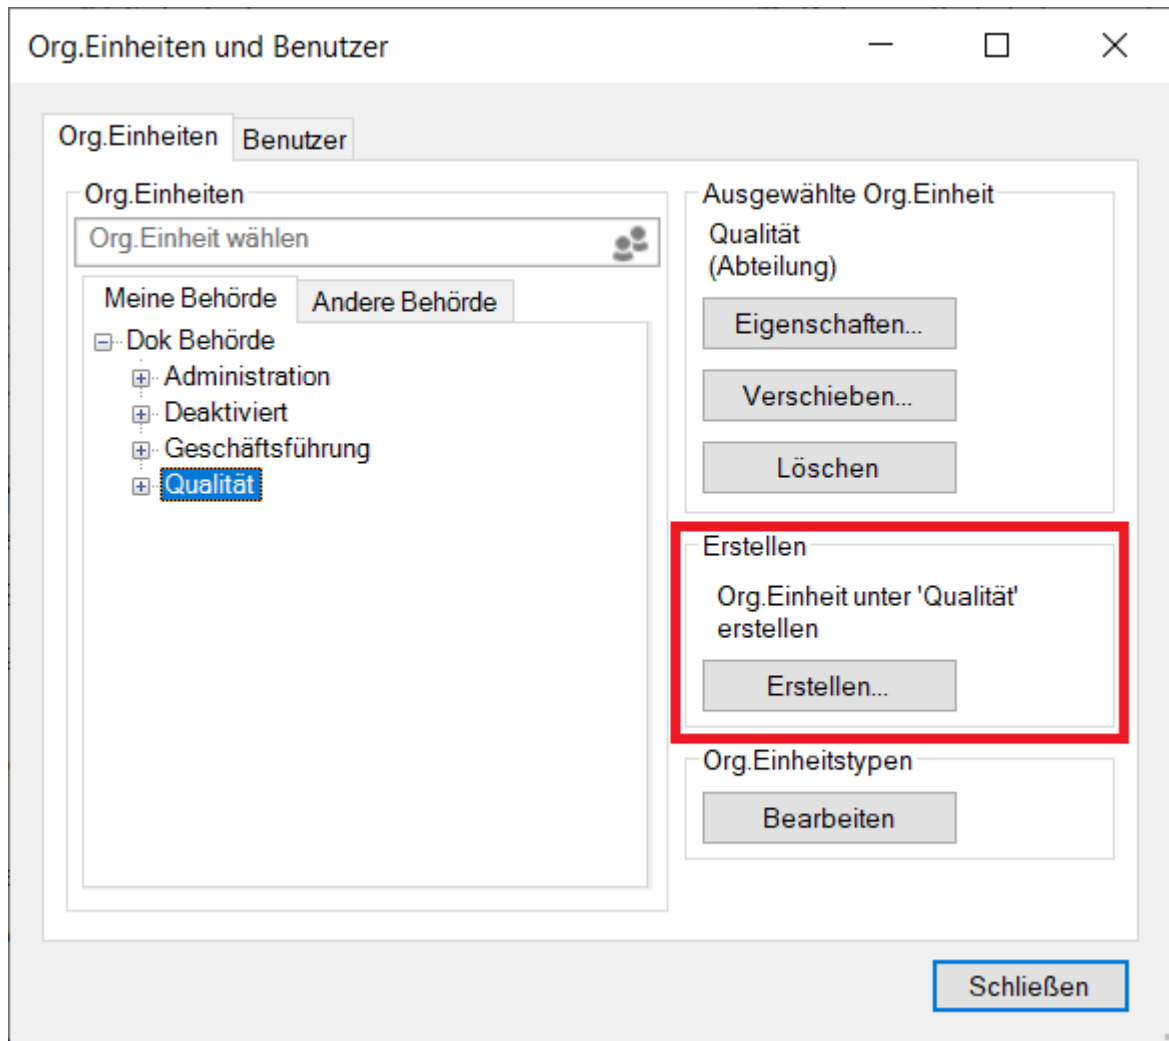 Org.Einheiten und Benutzer
Org.Einheiten
Benutzer
Org.Einheiten
Org.Einheit wählen
Meine Behörde
Andere Behörde
Dok Behörde
Administration
Deaktiviert
Geschäftsführung
Qualität
Ausgewählte Org.Einheit
Qualität
(Abteilung)
Eigenschaften...
Verschieben...
Löschen
Erstellen
Org.Einheit unter 'Qualität'
erstellen
Erstellen...
Org.Einheitstypen
Bearbeiten
Schließen